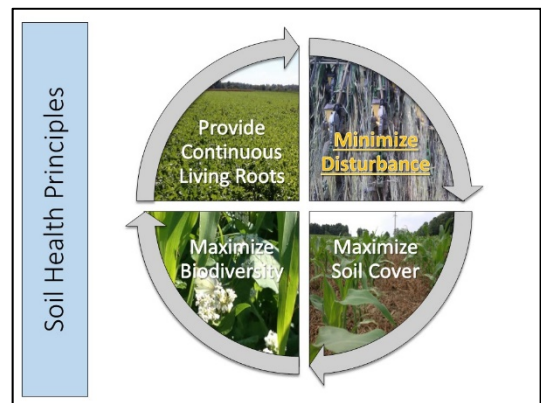 Soil Health Principles
Provide
Continuous
Living Roots
Minimize
Disturbance
Maximize
Biodiversity
Maximize
Soil Cover